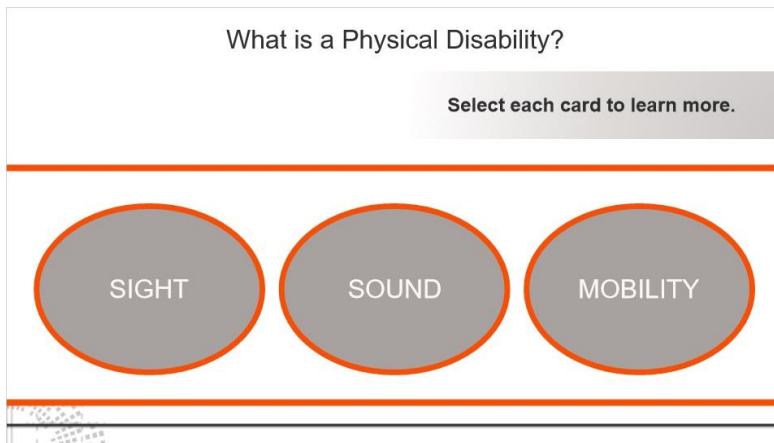 What is a Physical Disability?
Select each card to learn more.
SIGHT
SOUND
MOBILITY